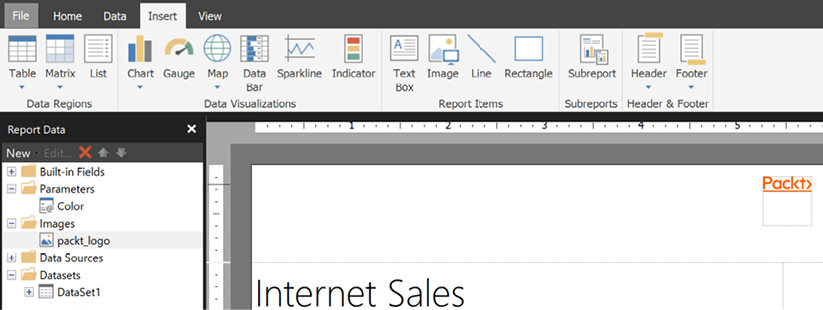 File Home Data Insert View
Table Matrix List Chart Gauge Map Data Bar Sparkline Indicator Text Box Image Line Rectangle Subreport Header Footer
Data Regions Data Visualizations Report Items Subreports Header & Footer
Report Data
New Edit...
1 2 3 4 5
Built-in Fields
Parameters
Color
Images
packt_logo
Data Sources
Datasets
DataSet1
Packt
Internet Sales